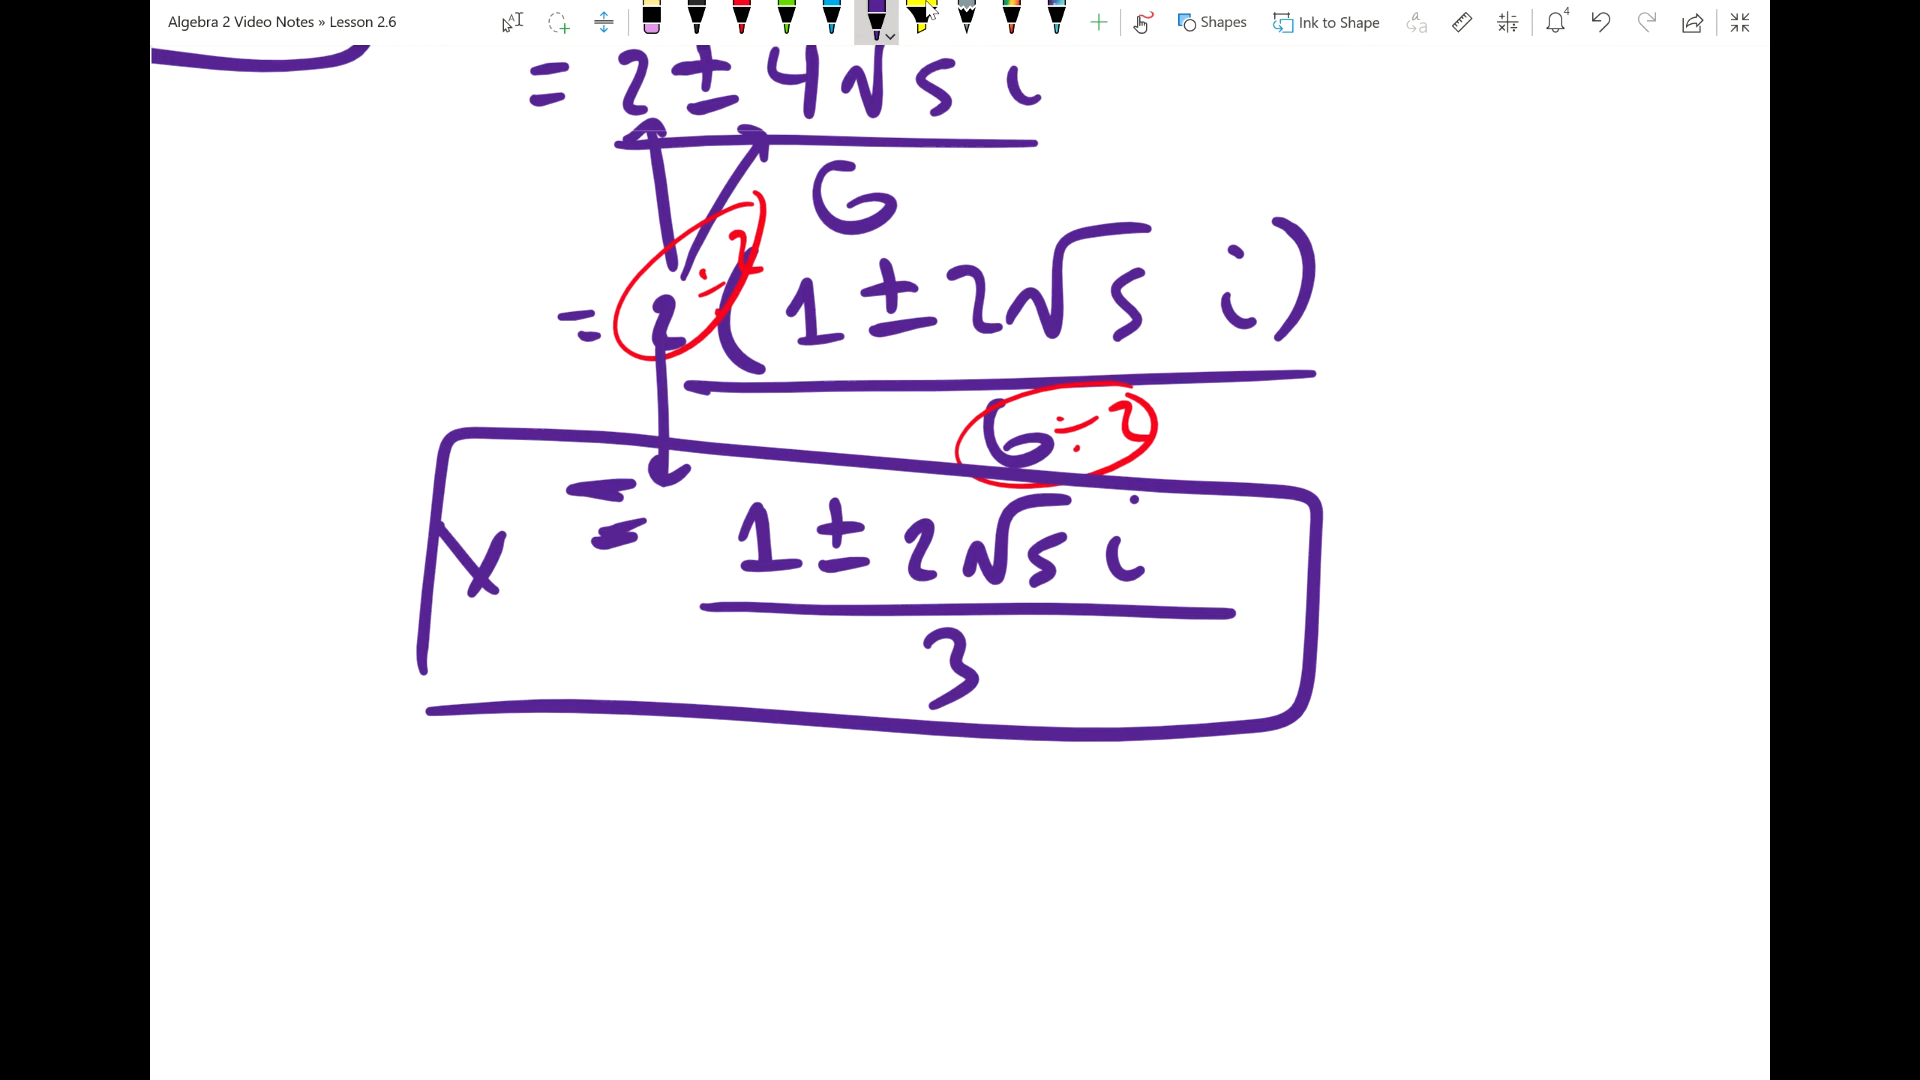 Algebra 2 Video Notes » Lesson 2.6
Shapes
Ink to Shape
4
= 2 ± 4√5 i
6
= 2 ÷ 2 (1 ± 2√5 i)
6 ÷ 2
x = 1 ± 2√5 i
3